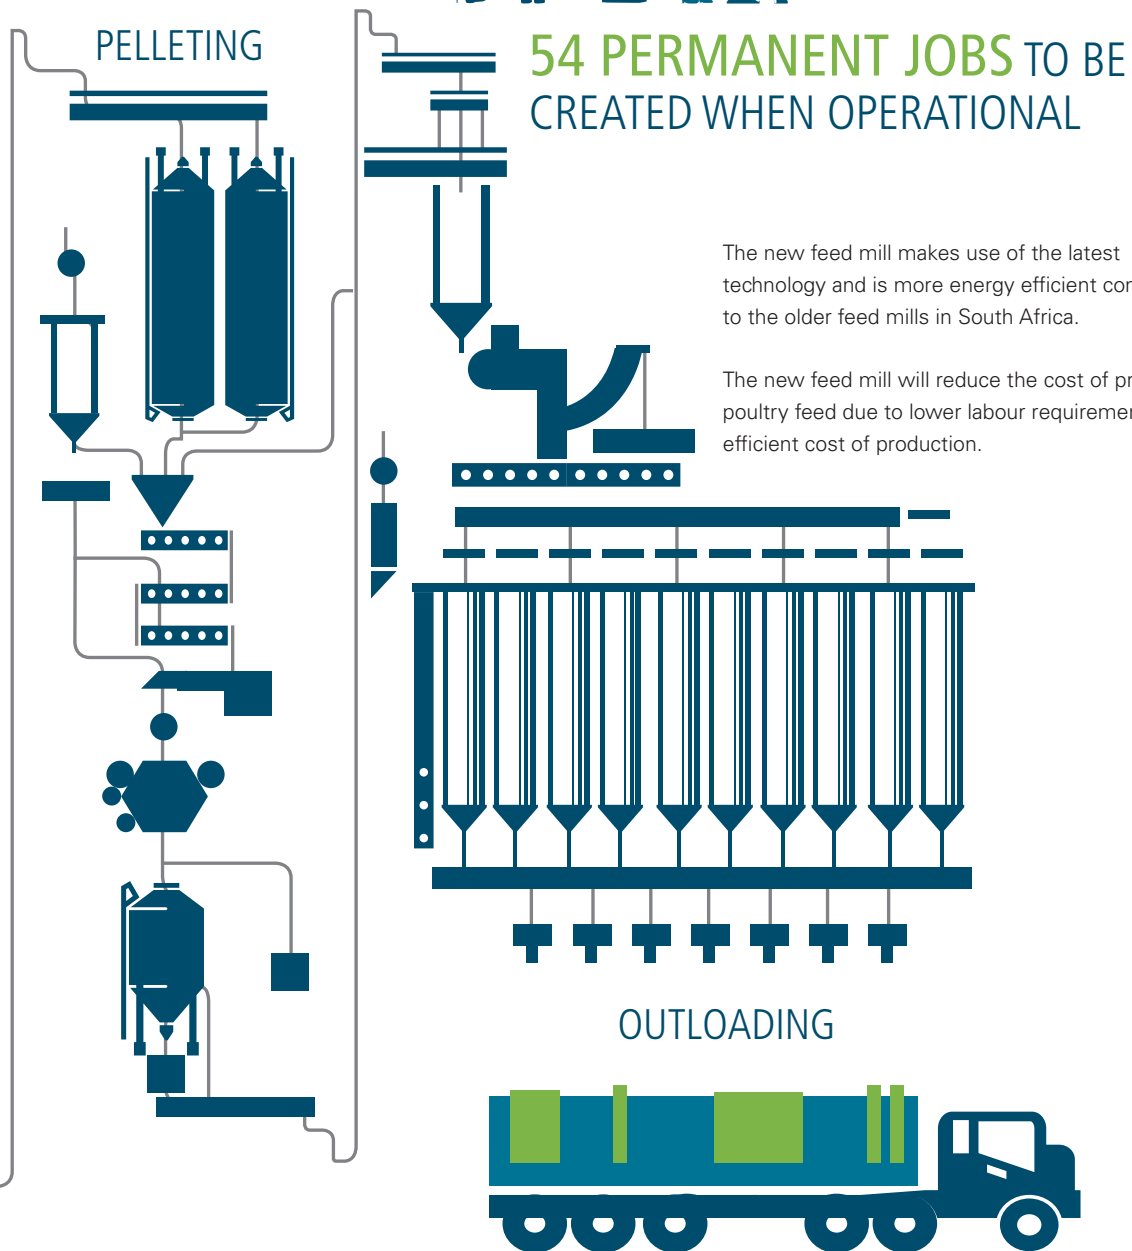 PELLETING
54 PERMANENT JOBS TO BE
CREATED WHEN OPERATIONAL
The new feed mill makes use of the latest
technology and is more energy efficient
to the older feed mills in South Africa.
The new feed mill will reduce the cost of
poultry feed due to lower labour
efficient cost of production.
OUTLOADING